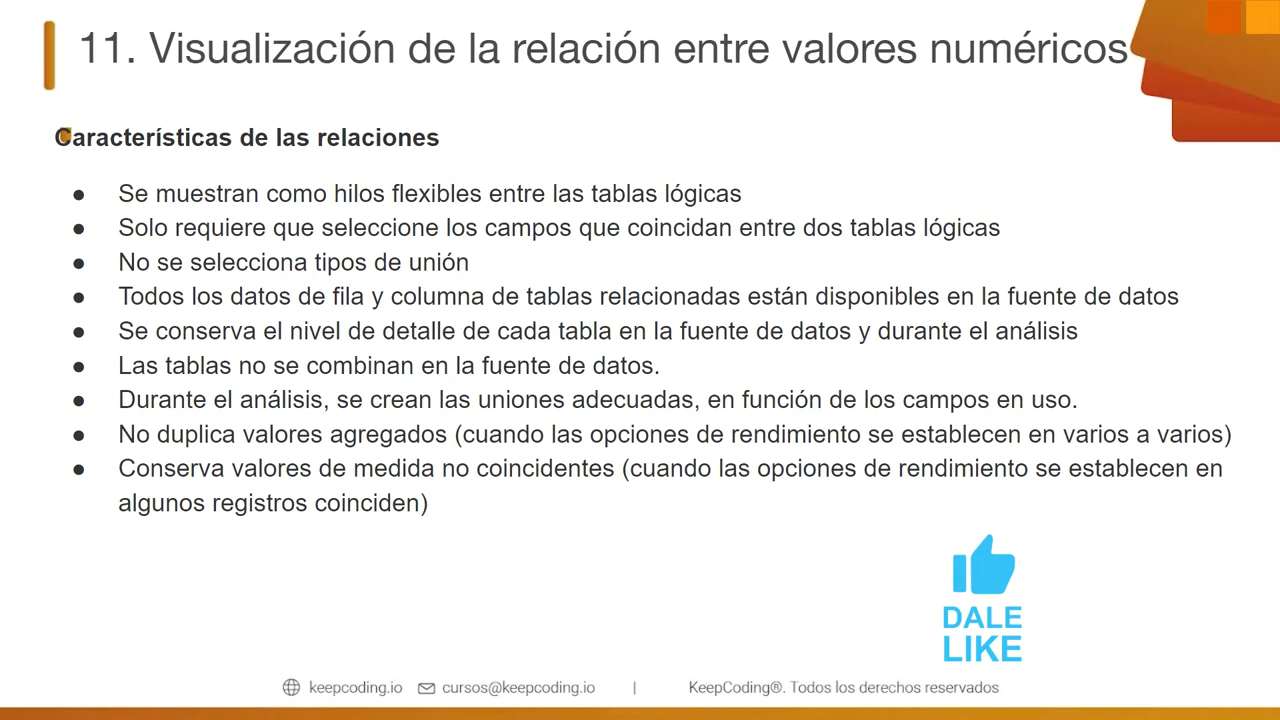 11. Visualización de la relación entre valores numéricos
Características de las relaciones
● Se muestran como hilos flexibles entre las tablas lógicas
● Solo requiere que seleccione los campos que coincidan entre dos tablas lógicas
● No se selecciona tipos de unión
● Todos los datos de fila y columna de tablas relacionadas están disponibles en la fuente de datos
● Se conserva el nivel de detalle de cada tabla en la fuente de datos y durante el análisis
● Las tablas no se combinan en la fuente de datos.
● Durante el análisis, se crean las uniones adecuadas, en función de los campos en uso.
● No duplica valores agregados (cuando las opciones de rendimiento se establecen en varios a varios)
● Conserva valores de medida no coincidentes (cuando las opciones de rendimiento se establecen en
algunos registros coinciden)
DALE
LIKE
keepcoding.io cursos@keepcoding.io | KeepCoding®. Todos los derechos reservados